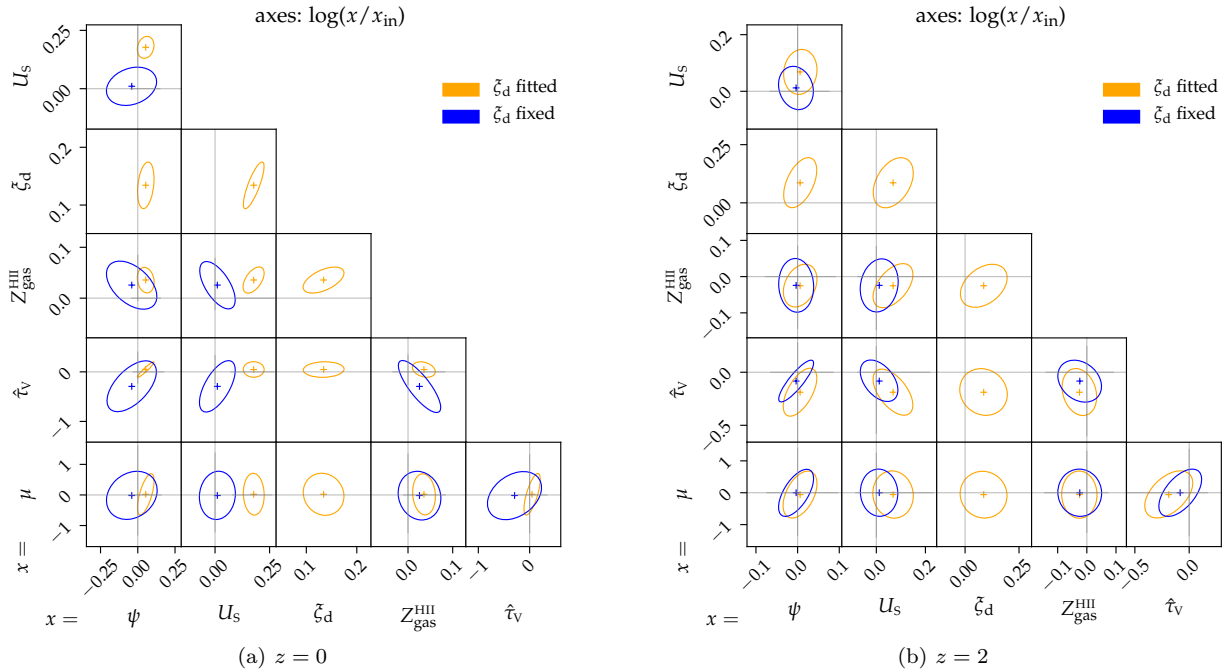 axes: log(x/x_in)
ξ_d fitted
ξ_d fixed
U_S
0.25
0.00
ξ_d
0.2
0.1
Z_gas^HII
0.1
0.0
τ̂_V
0
−1
μ
1
0
−1
x =
−0.25
0.00
0.25
0.00
0.25
0.1
0.2
0.0
0.1
−1
0
x =
ψ
U_S
ξ_d
Z_gas^HII
τ̂_V
(a) z = 0
axes: log(x/x_in)
ξ_d fitted
ξ_d fixed
U_S
0.2
0.0
ξ_d
0.25
0.00
Z_gas^HII
0.1
0.0
−0.1
τ̂_V
0.0
−0.5
μ
1
0
−1
x =
−0.1
0.0
0.1
0.0
0.2
0.00
0.25
−0.1
0.0
0.1
−0.5
0.0
x =
ψ
U_S
ξ_d
Z_gas^HII
τ̂_V
(b) z = 2